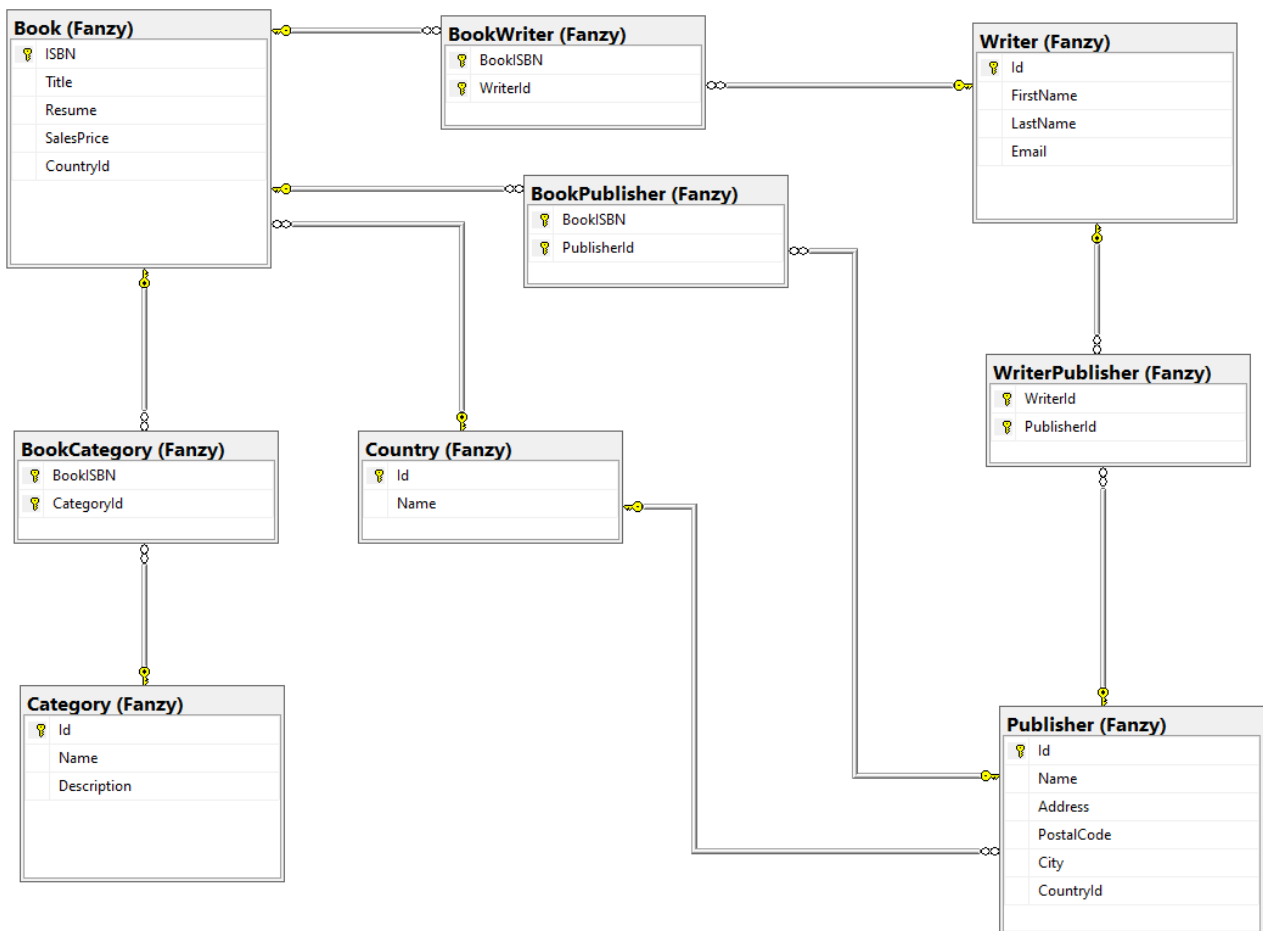 Book (Fanzy)
ISBN
Title
Resume
SalesPrice
CountryId
BookWriter (Fanzy)
BookISBN
WriterId
Writer (Fanzy)
Id
FirstName
LastName
Email
BookPublisher (Fanzy)
BookISBN
PublisherId
WriterPublisher (Fanzy)
WriterId
PublisherId
BookCategory (Fanzy)
BookISBN
CategoryId
Country (Fanzy)
Id
Name
Category (Fanzy)
Id
Name
Description
Publisher (Fanzy)
Id
Name
Address
PostalCode
City
CountryId